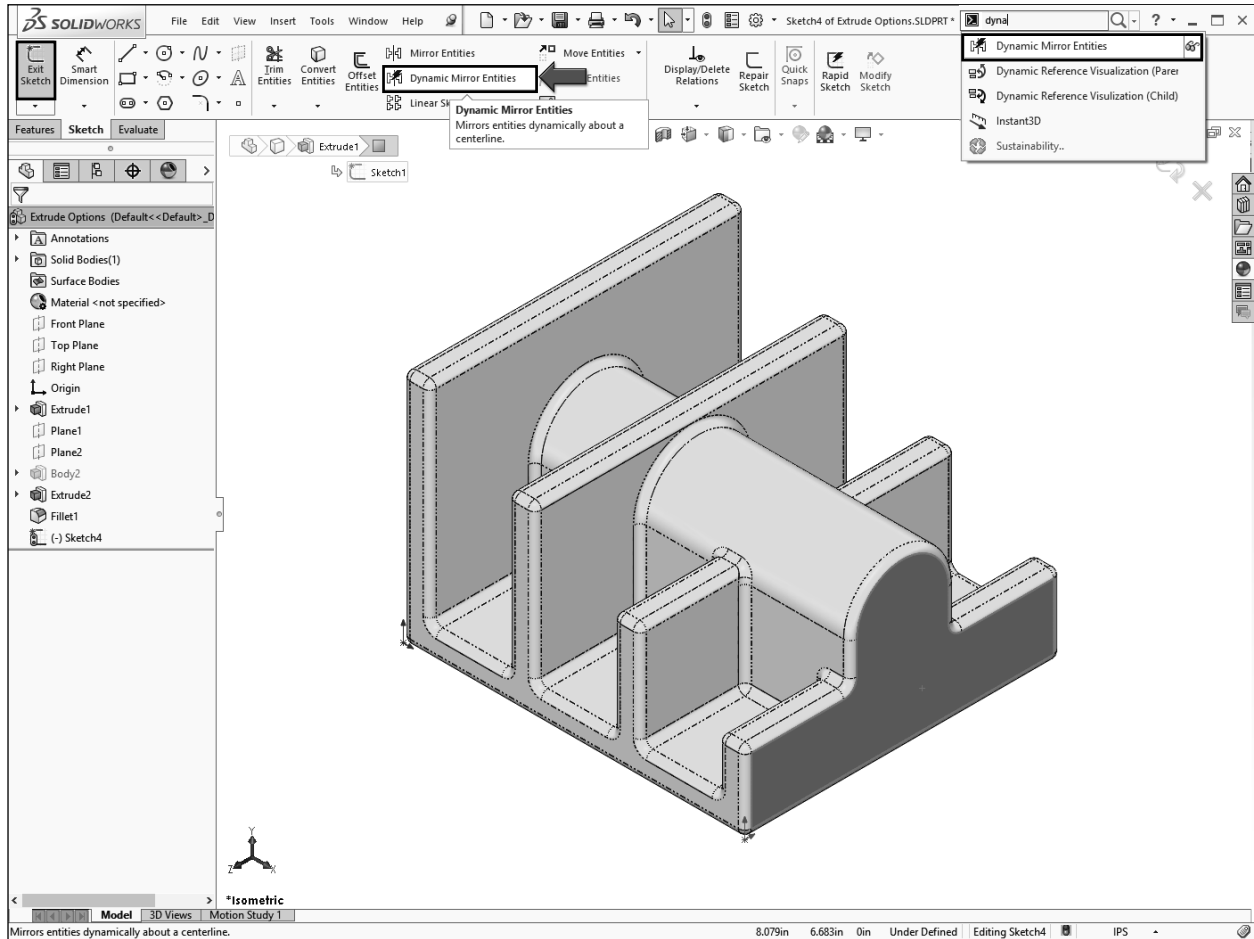 SOLIDWORKS
File Edit View Insert Tools Window Help
Sketch4 of Extrude Options.SLDPRT *
dyna
?
Exit Sketch
Smart Dimension
Trim Entities
Convert Entities
Offset Entities
Mirror Entities
Dynamic Mirror Entities
Linear Sk
Move Entities
Entities
Display/Delete Relations
Repair Sketch
Quick Snaps
Rapid Sketch
Modify Sketch
Dynamic Mirror Entities
Dynamic Reference Visualization (Parer
Dynamic Reference Visulization (Child)
Instant3D
Sustainability..
Dynamic Mirror Entities
Mirrors entities dynamically about a
centerline.
Features Sketch Evaluate
Extrude1
Sketch1
Extrude Options (Default<<Default>_D
Annotations
Solid Bodies(1)
Surface Bodies
Material <not specified>
Front Plane
Top Plane
Right Plane
Origin
Extrude1
Plane1
Plane2
Body2
Extrude2
Fillet1
(-) Sketch4
Y
Z X
*Isometric
Model 3D Views Motion Study 1
Mirrors entities dynamically about a centerline.
8.079in 6.683in 0in Under Defined Editing Sketch4 IPS